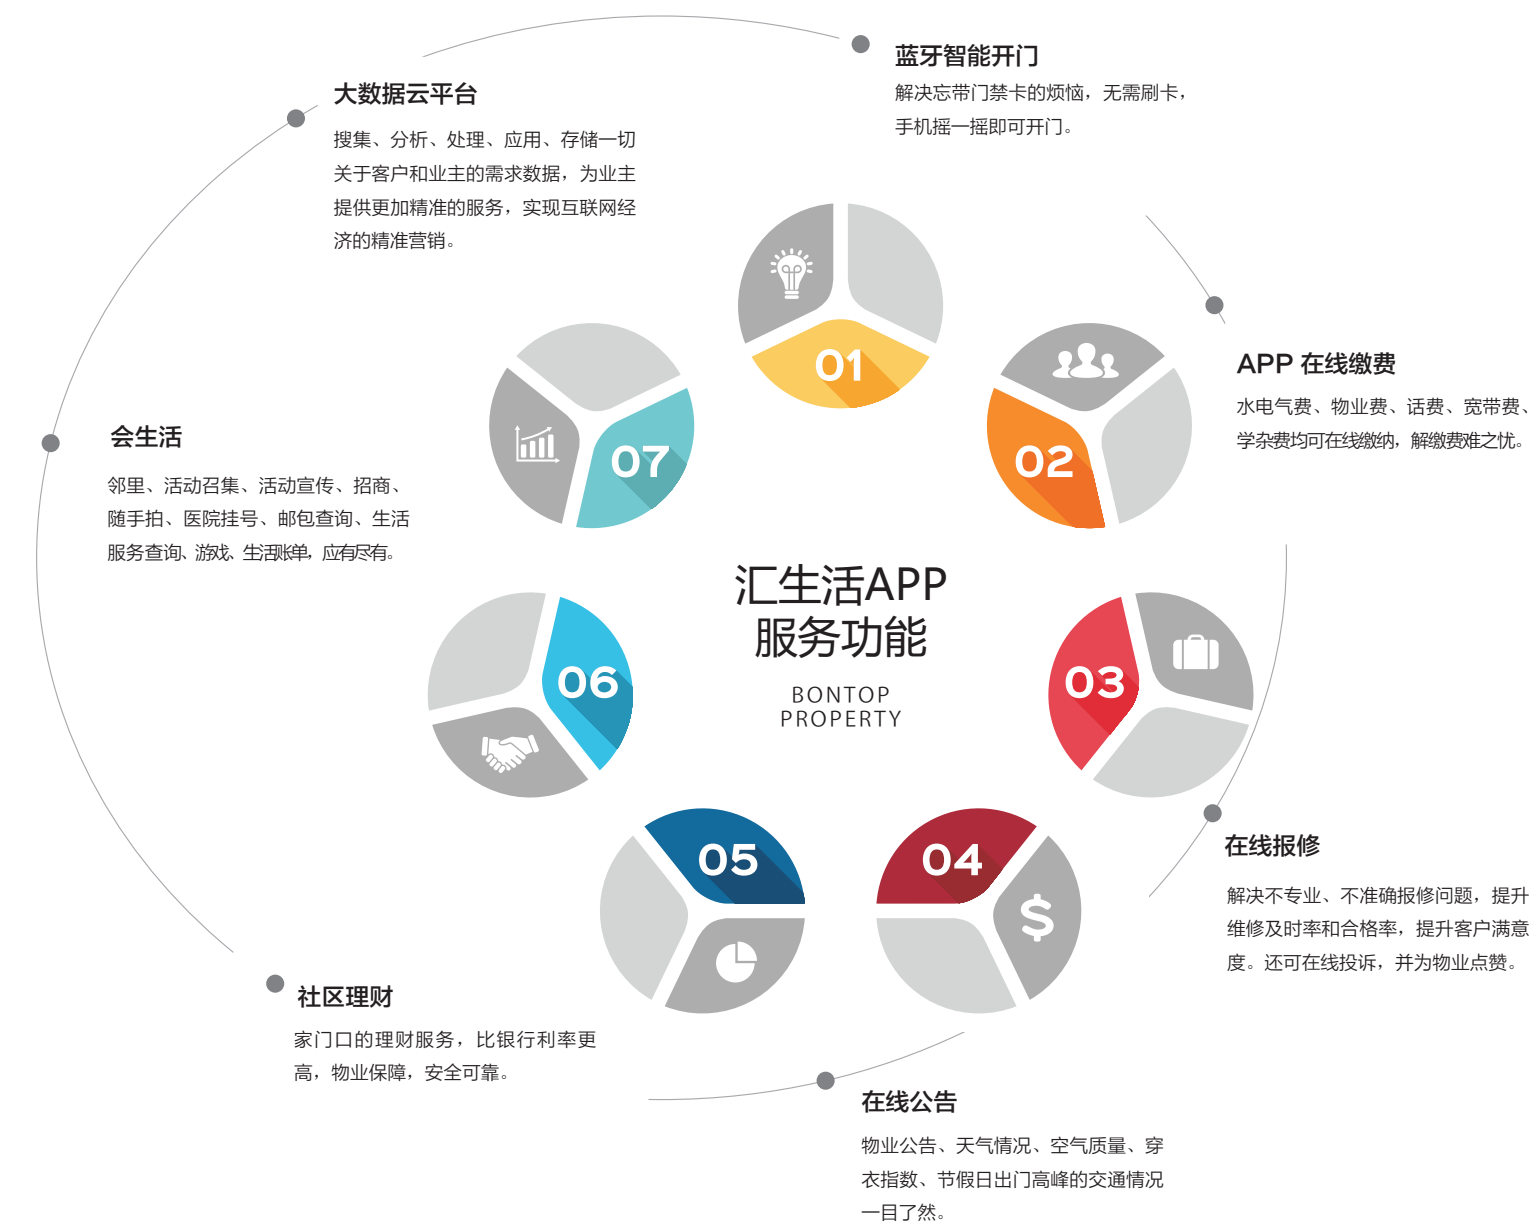 蓝牙智能开门
解决忘带门禁卡的烦恼，无需刷卡，
手机摇一摇即可开门。
大数据云平台
搜集、分析、处理、应用、存储一切
关于客户和业主的需求数据，为业主
提供更加精准的服务，实现互联网经
济的精准营销。
01
APP 在线缴费
水电气费、物业费、话费、宽带费、
学杂费均可在线缴纳，解缴费难之忧。
02
07
会生活
邻里、活动召集、活动宣传、招商、
随手拍、医院挂号、邮包查询、生活
服务查询、游戏、生活账单，应有尽有。
汇生活APP
服务功能
BONTOP
PROPERTY
06
03
05
04
在线报修
解决不专业、不准确报修问题，提升
维修及时率和合格率，提升客户满意
度。还可在线投诉，并为物业点赞。
$
社区理财
家门口的理财服务，比银行利率更
高，物业保障，安全可靠。
在线公告
物业公告、天气情况、空气质量、穿
衣指数、节假日出门高峰的交通情况
一目了然。